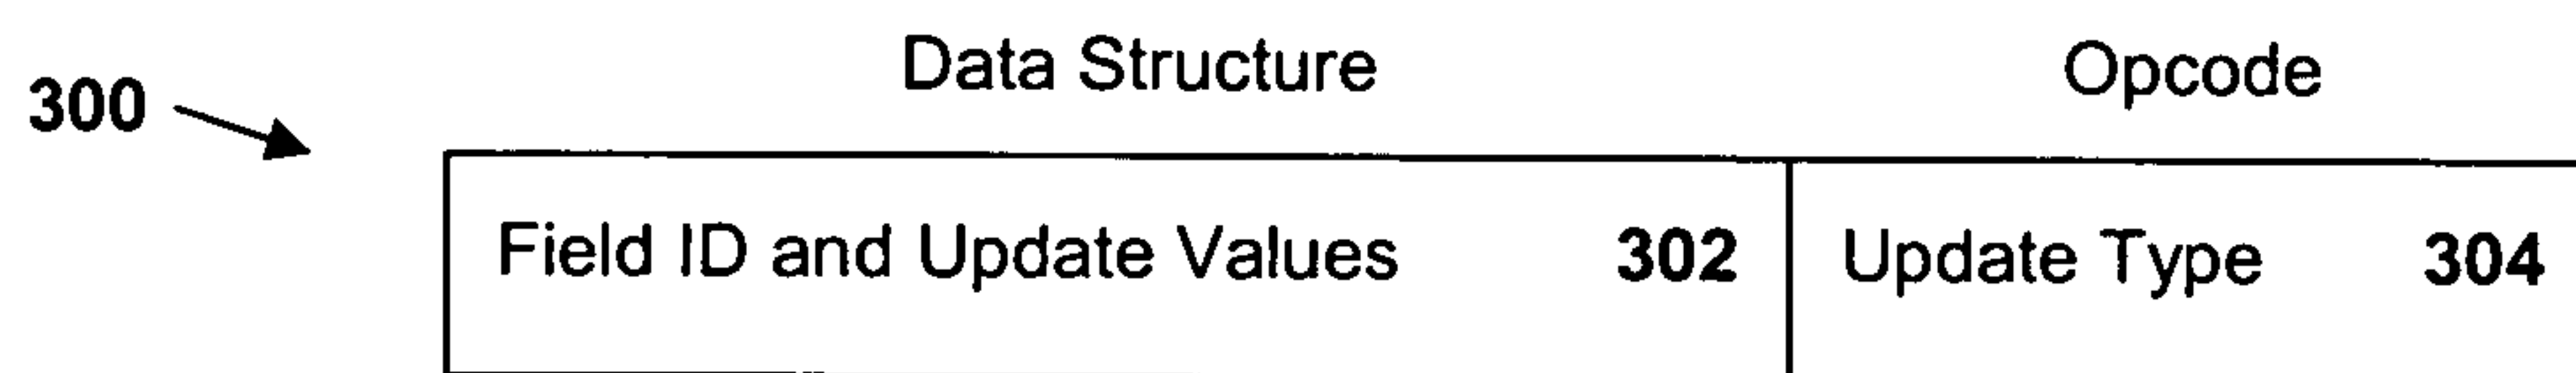 Data Structure Opcode
300
Field ID and Update Values 302 Update Type 304